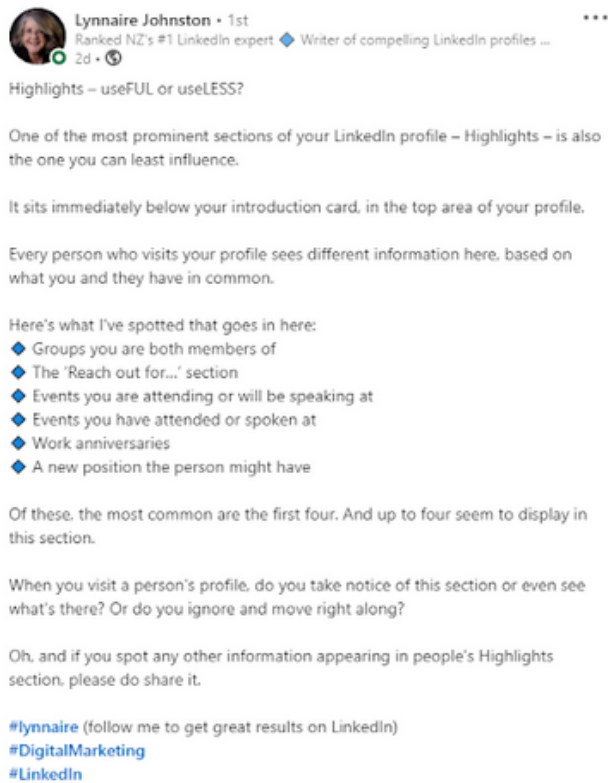 Lynnaire Johnston • 1st
Ranked NZ's #1 LinkedIn expert 🔷 Writer of compelling LinkedIn profiles ...
2d •
Highlights – useFUL or useLESS?
One of the most prominent sections of your LinkedIn profile – Highlights – is also
the one you can least influence.
It sits immediately below your introduction card, in the top area of your profile.
Every person who visits your profile sees different information here, based on
what you and they have in common.
Here's what I've spotted that goes in here:
🔷 Groups you are both members of
🔷 The 'Reach out for...' section
🔷 Events you are attending or will be speaking at
🔷 Events you have attended or spoken at
🔷 Work anniversaries
🔷 A new position the person might have
Of these, the most common are the first four. And up to four seem to display in
this section.
When you visit a person's profile, do you take notice of this section or even see
what's there? Or do you ignore and move right along?
Oh, and if you spot any other information appearing in people's Highlights
section, please do share it.
#lynnaire (follow me to get great results on LinkedIn)
#DigitalMarketing
#LinkedIn